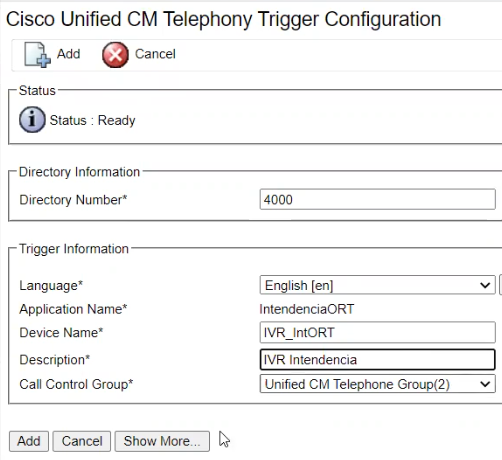 Cisco Unified CM Telephony Trigger Configuration
Add Cancel
Status
Status : Ready
Directory Information
Directory Number* 4000
Trigger Information
Language* English [en]
Application Name* IntendenciaORT
Device Name* IVR_IntORT
Description* IVR Intendencia
Call Control Group* Unified CM Telephone Group(2)
Add Cancel Show More...